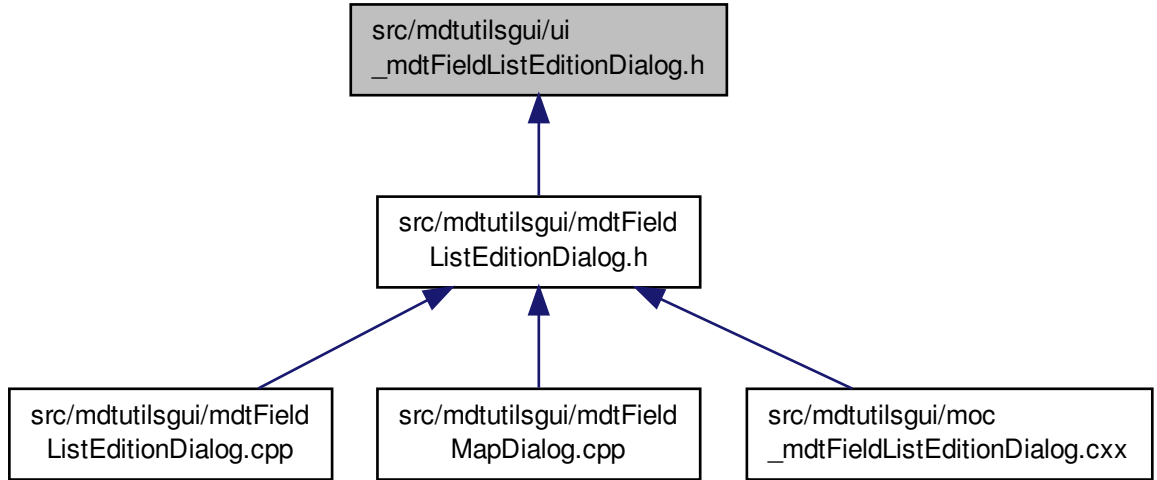 src/mdtutilsgui/ui
_mdtFieldListEditionDialog.h
src/mdtutilsgui/mdtField
ListEditionDialog.h
src/mdtutilsgui/mdtField
ListEditionDialog.cpp
src/mdtutilsgui/mdtField
MapDialog.cpp
src/mdtutilsgui/moc
_mdtFieldListEditionDialog.cxx